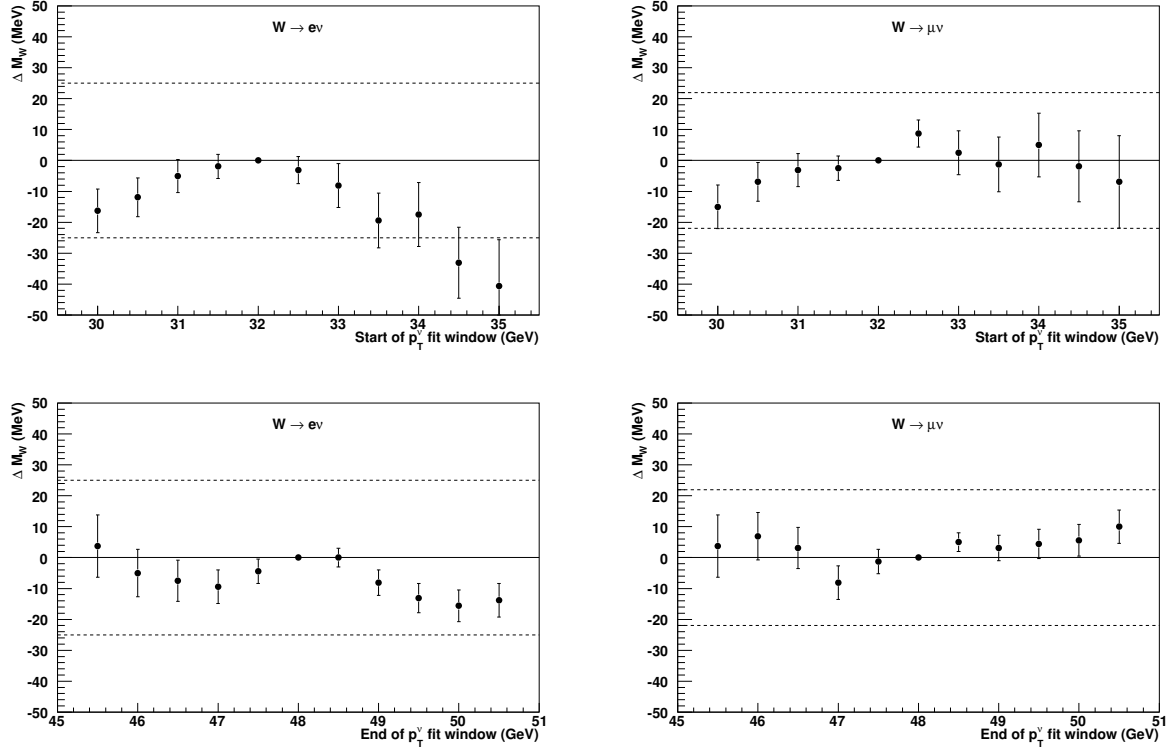 W → eν
Δ M_W (MeV)
50
40
30
20
10
0
-10
-20
-30
-40
-50
30 31 32 33 34 35
Start of p_T^ν fit window (GeV)
W → μν
Δ M_W (MeV)
50
40
30
20
10
0
-10
-20
-30
-40
-50
30 31 32 33 34 35
Start of p_T^ν fit window (GeV)
W → eν
Δ M_W (MeV)
50
40
30
20
10
0
-10
-20
-30
-40
-50
45 46 47 48 49 50 51
End of p_T^ν fit window (GeV)
W → μν
Δ M_W (MeV)
50
40
30
20
10
0
-10
-20
-30
-40
-50
45 46 47 48 49 50 51
End of p_T^ν fit window (GeV)